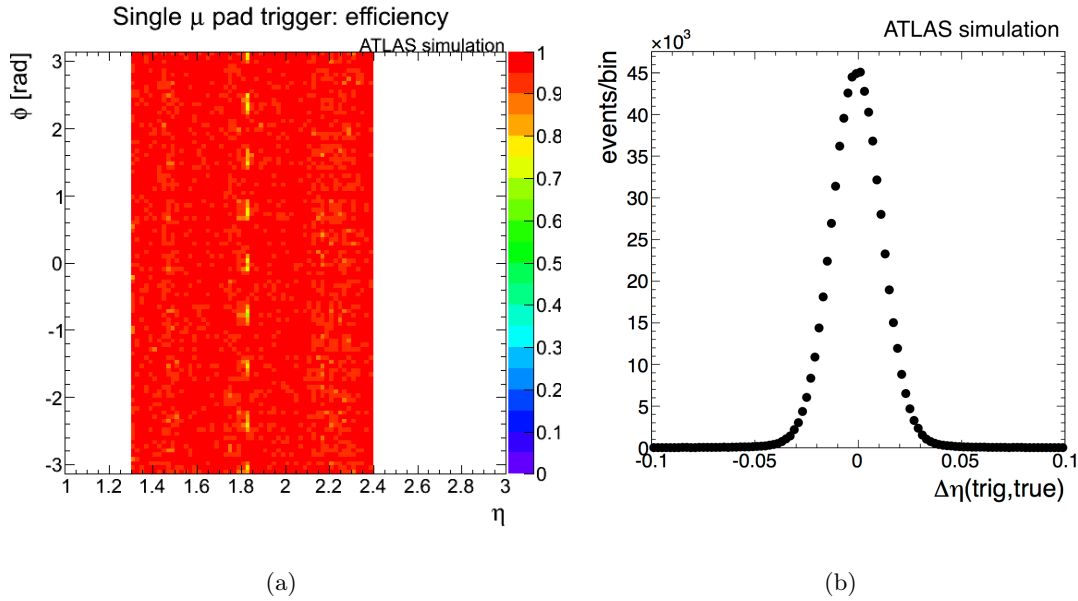 Single μ pad trigger: efficiency
ATLAS simulation
ϕ [rad]
3
2
1
0
-1
-2
-3
1 1.2 1.4 1.6 1.8 2 2.2 2.4 2.6 2.8 3
η
1
0.9
0.8
0.7
0.6
0.5
0.4
0.3
0.2
0.1
0
(a)
ATLAS simulation
×10³
events/bin
45
40
35
30
25
20
15
10
5
0
-0.1 -0.05 0 0.05 0.1
Δη(trig,true)
(b)